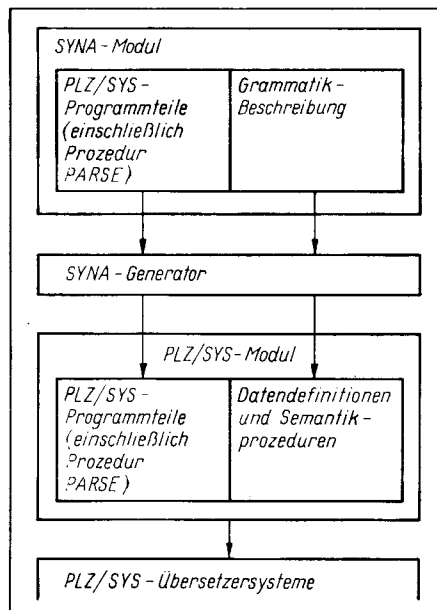 SYNA-Modul
PLZ/SYS-
Programmteile
(einschließlich
Prozedur
PARSE)
Grammatik-
Beschreibung
SYNA-Generator
PLZ/SYS-Modul
PLZ/SYS-
Programmteile
(einschließlich
Prozedur
PARSE)
Datendefinitionen
und Semantik-
prozeduren
PLZ/SYS-Übersetzersysteme